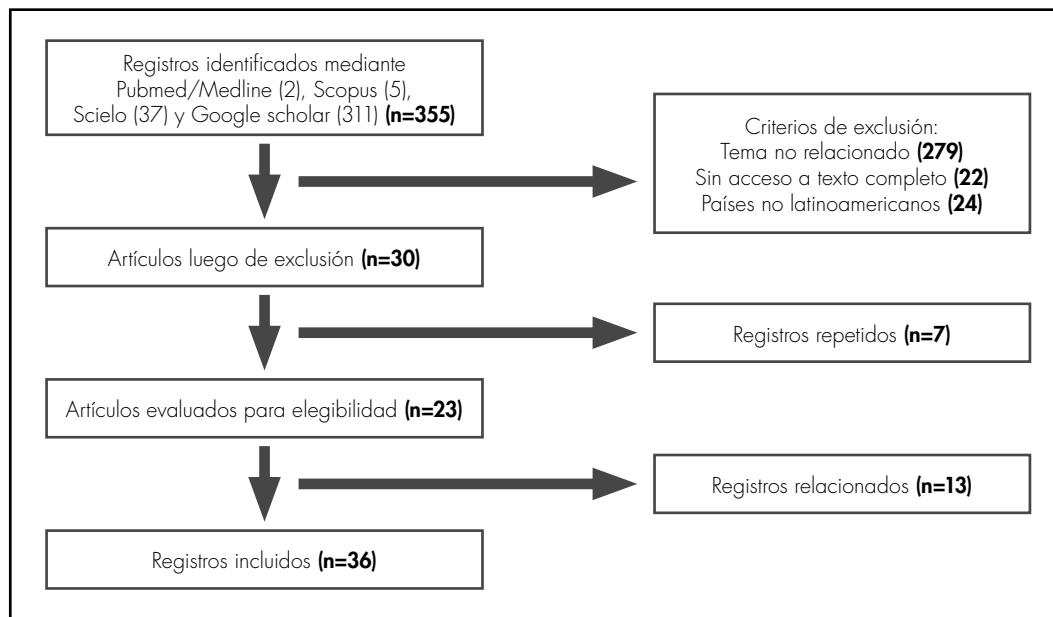 Registros identificados mediante
Pubmed/Medline (2), Scopus (5),
Scielo (37) y Google scholar (311) (n=355)
Criterios de exclusión:
Tema no relacionado (279)
Sin acceso a texto completo (22)
Países no latinoamericanos (24)
Artículos luego de exclusión (n=30)
Registros repetidos (n=7)
Artículos evaluados para elegibilidad (n=23)
Registros relacionados (n=13)
Registros incluidos (n=36)